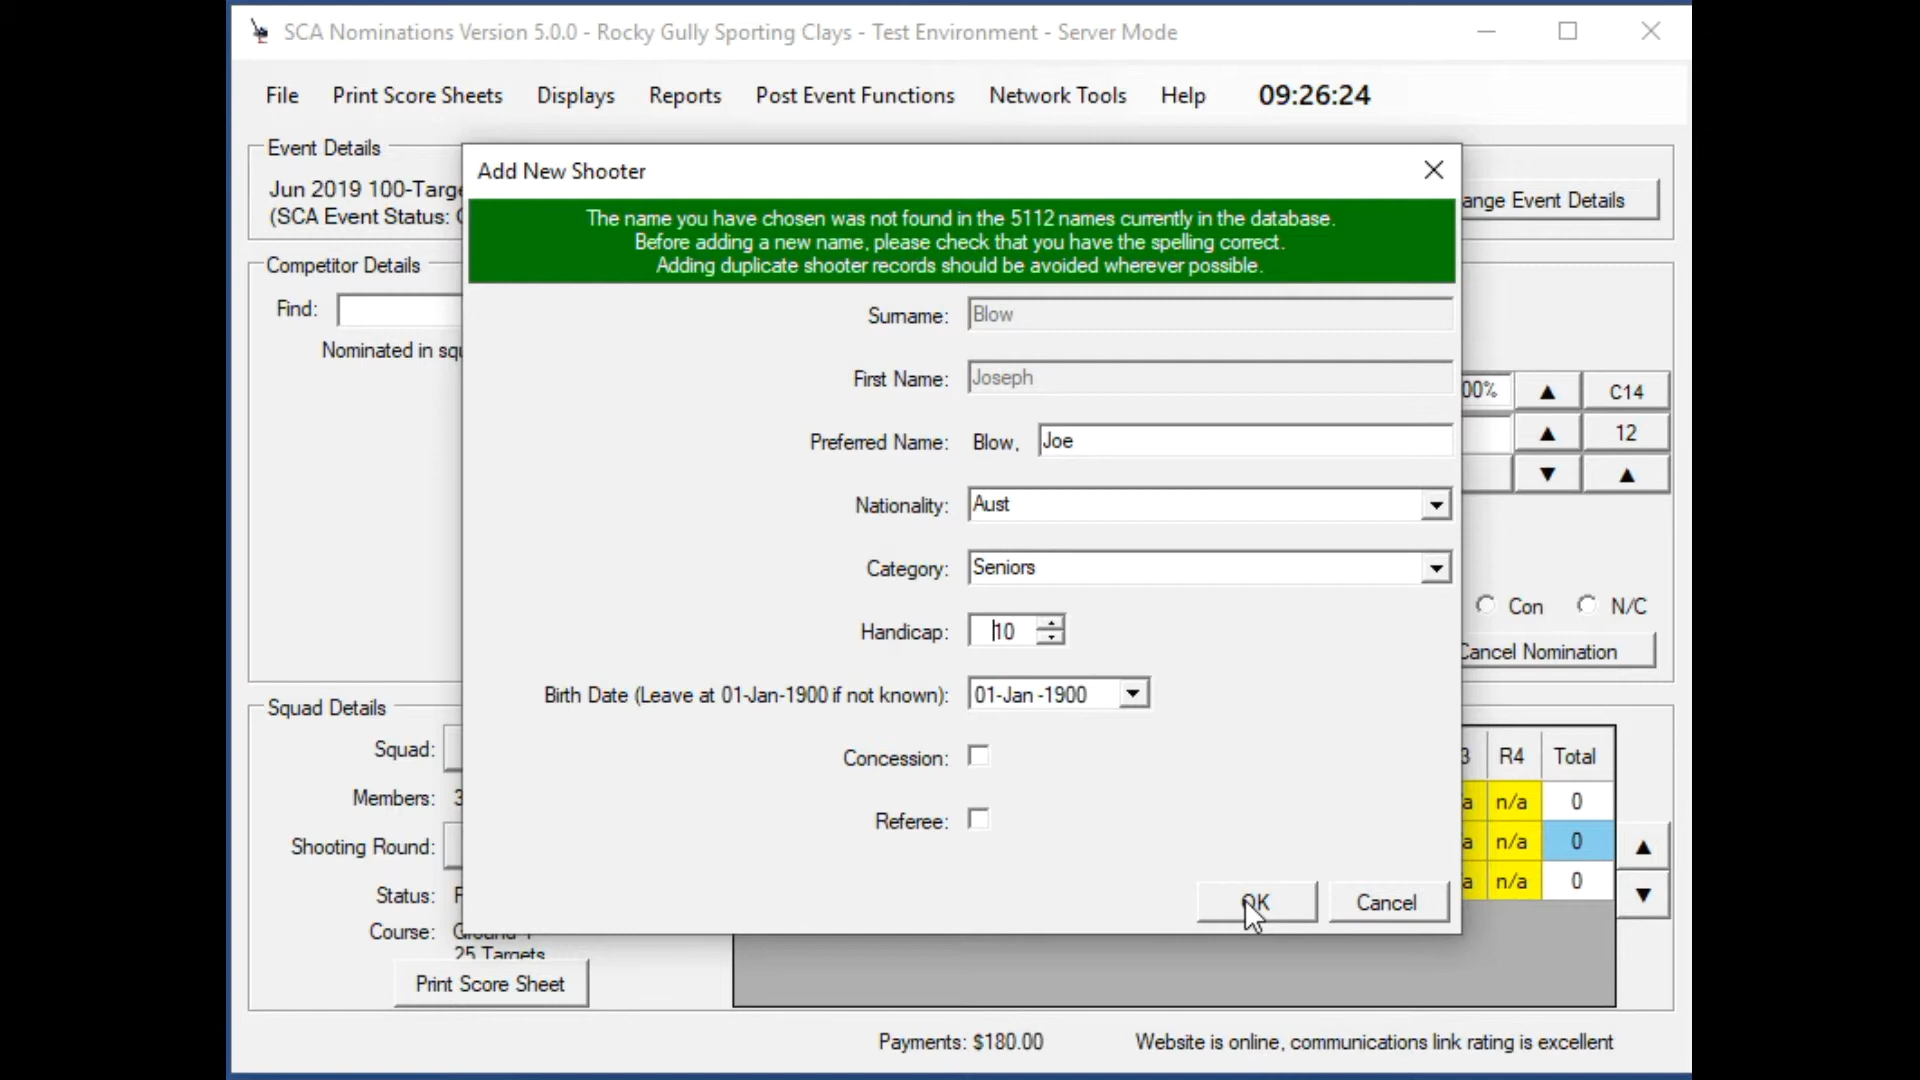 SCA Nominations Version 5.0.0 - Rocky Gully Sporting Clays - Test Environment - Server Mode
File Print Score Sheets Displays Reports Post Event Functions Network Tools Help 09:26:24
Event Details
Jun 2019 100-Targe
(SCA Event Status:
ange Event Details
Add New Shooter
The name you have chosen was not found in the 5112 names currently in the database.
Before adding a new name, please check that you have the spelling correct.
Adding duplicate shooter records should be avoided wherever possible.
Competitor Details
Find:
Nominated in squ
Surname: Blow
First Name: Joseph
Preferred Name: Blow, Joe
Nationality: Aust
Category: Seniors
Handicap: 10
Birth Date (Leave at 01-Jan-1900 if not known): 01-Jan -1900
Concession:
Referee:
OK Cancel
00% ▲ C14
▲ 12
▼ ▲
Con N/C
Cancel Nomination
Squad Details
Squad:
Members: 3
Shooting Round:
Status:
Course:
25 Targets
Print Score Sheet
3 R4 Total
a n/a 0
a n/a 0
a n/a 0
▲
▼
Payments: $180.00 Website is online, communications link rating is excellent